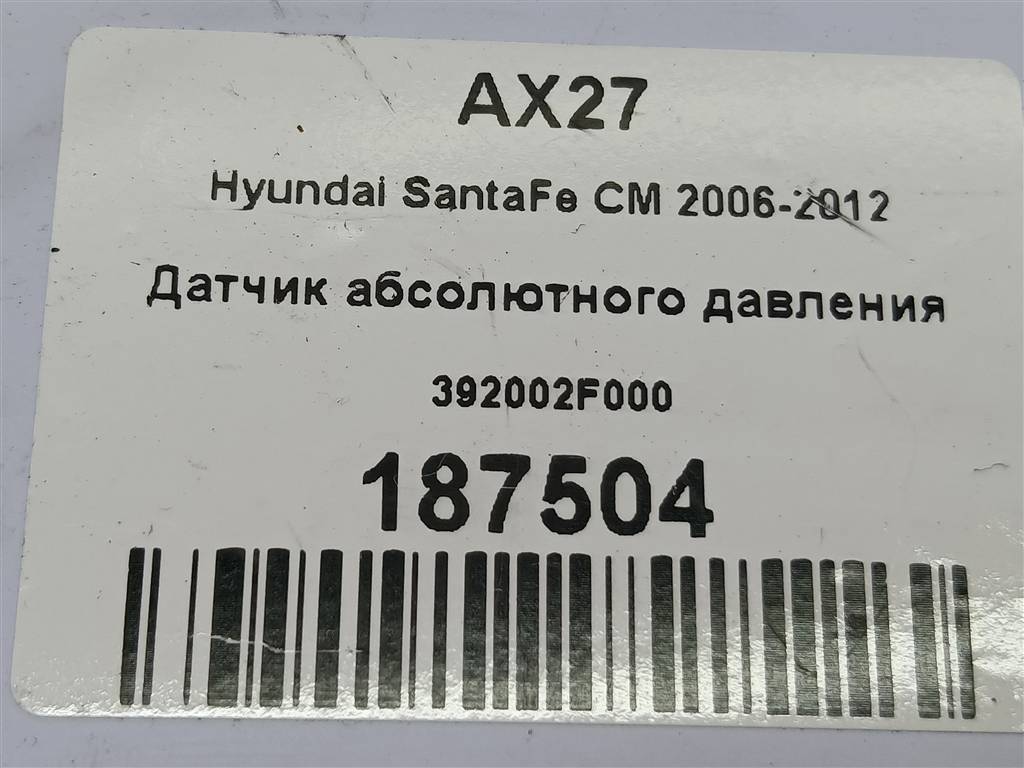 AX27
Hyundai SantaFe CM 2006-2012
Датчик абсолютного давления
392002F000
187504